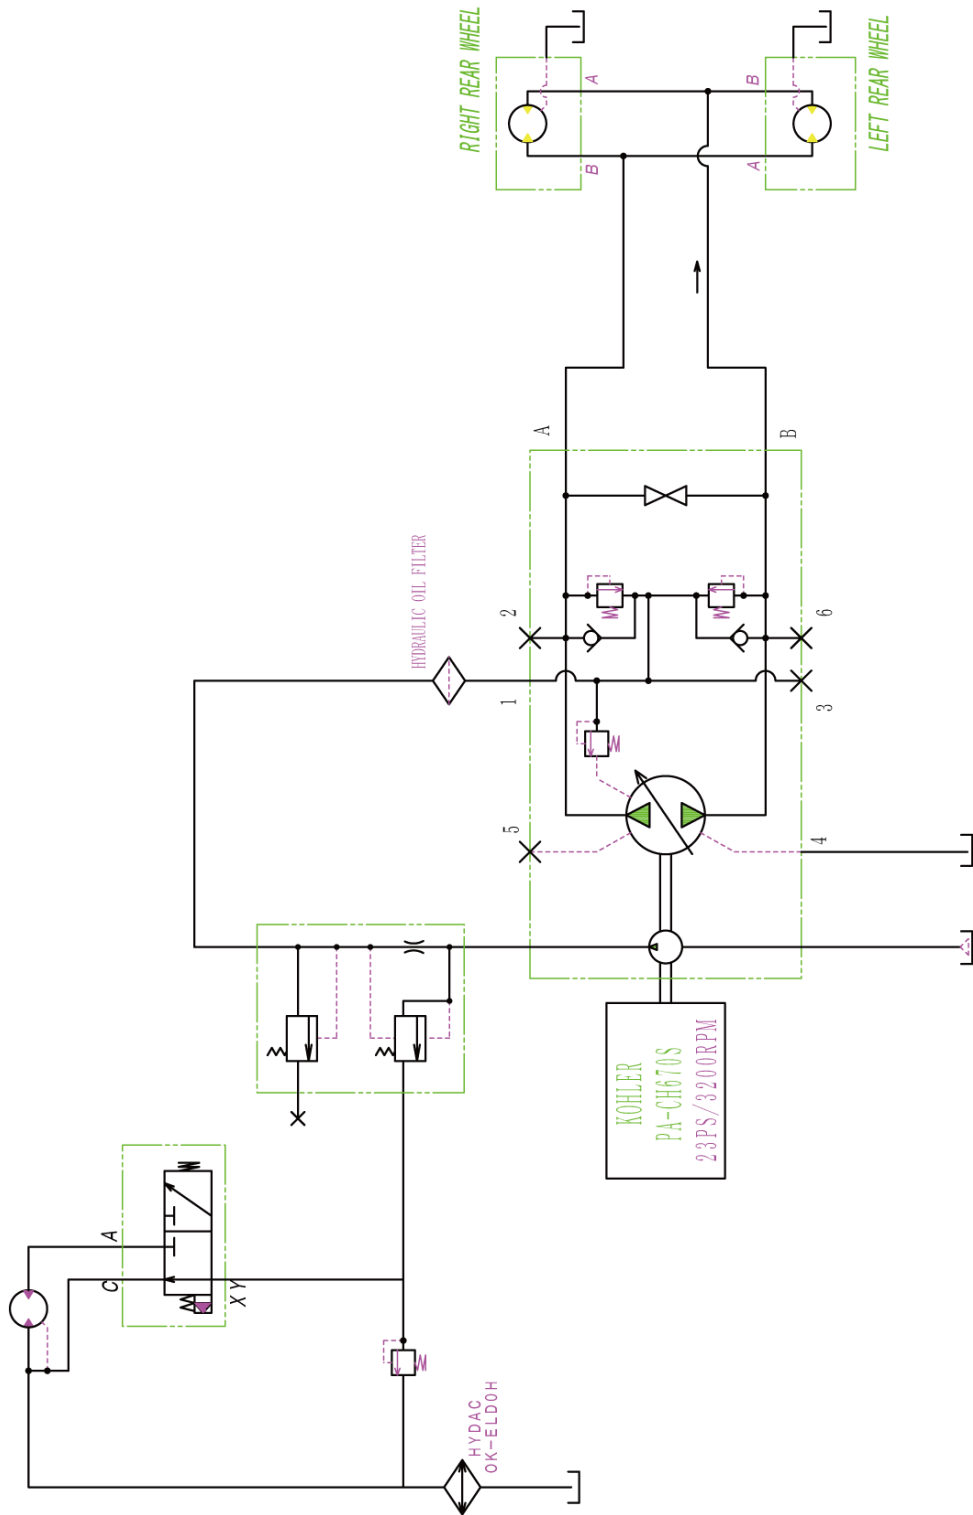 RIGHT REAR WHEEL
A
B
B
A
LEFT REAR WHEEL
A
B
HYDRAULIC OIL FILTER
2
1
6
3
5
4
KOHLER
PA-CH670S
23PS/3200RPM
A
C
X Y
HYDAC
OK-ELD0H